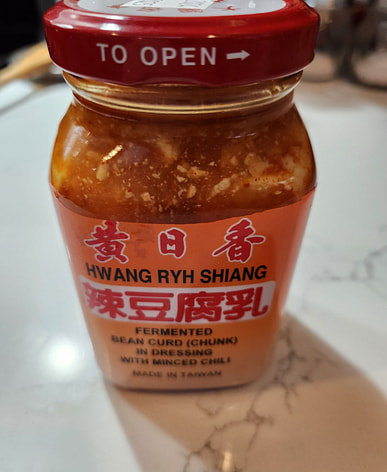 TO OPEN →
黃日香
HWANG RYH SHIANG
辣豆腐乳
FERMENTED
BEAN CURD (CHUNK)
IN DRESSING
WITH MINCED CHILI
MADE IN TAIWAN